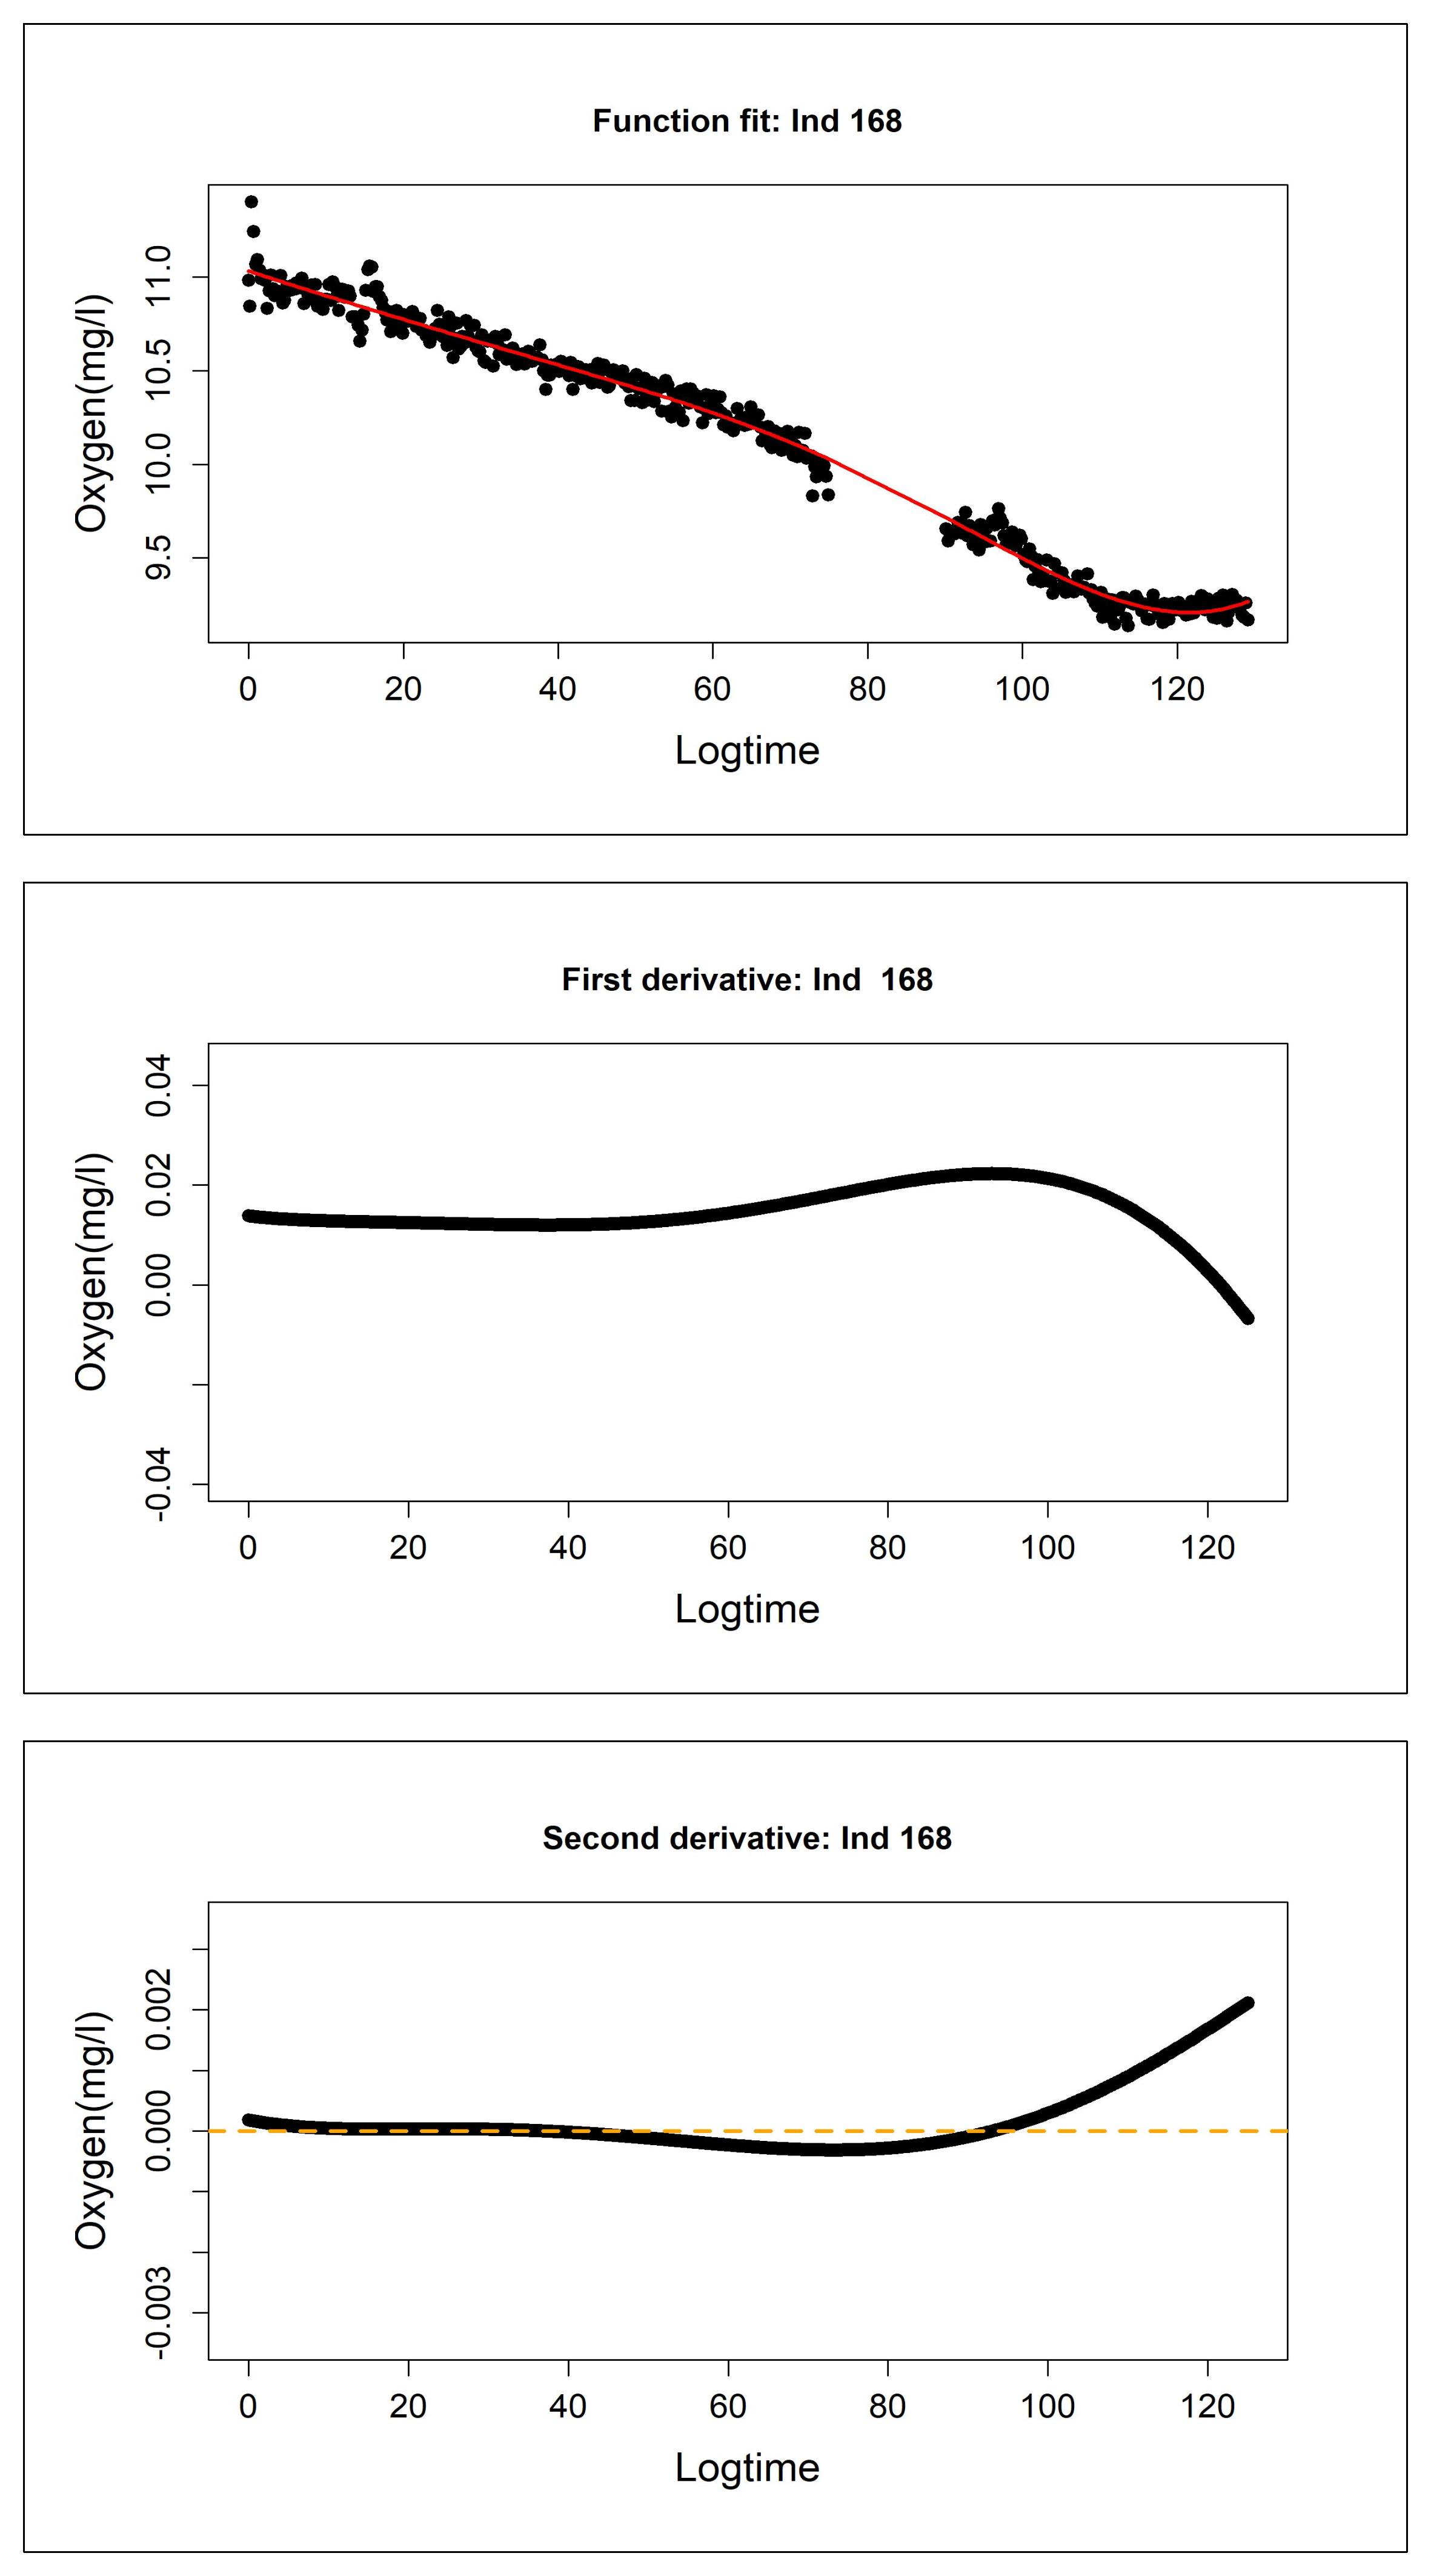 Function fit: Ind 168
Oxygen(mg/l)
11.0
10.5
10.0
9.5
0 20 40 60 80 100 120
Logtime
First derivative: Ind  168
Oxygen(mg/l)
0.04
0.02
0.00
-0.04
0 20 40 60 80 100 120
Logtime
Second derivative: Ind 168
Oxygen(mg/l)
0.002
0.000
-0.003
0 20 40 60 80 100 120
Logtime